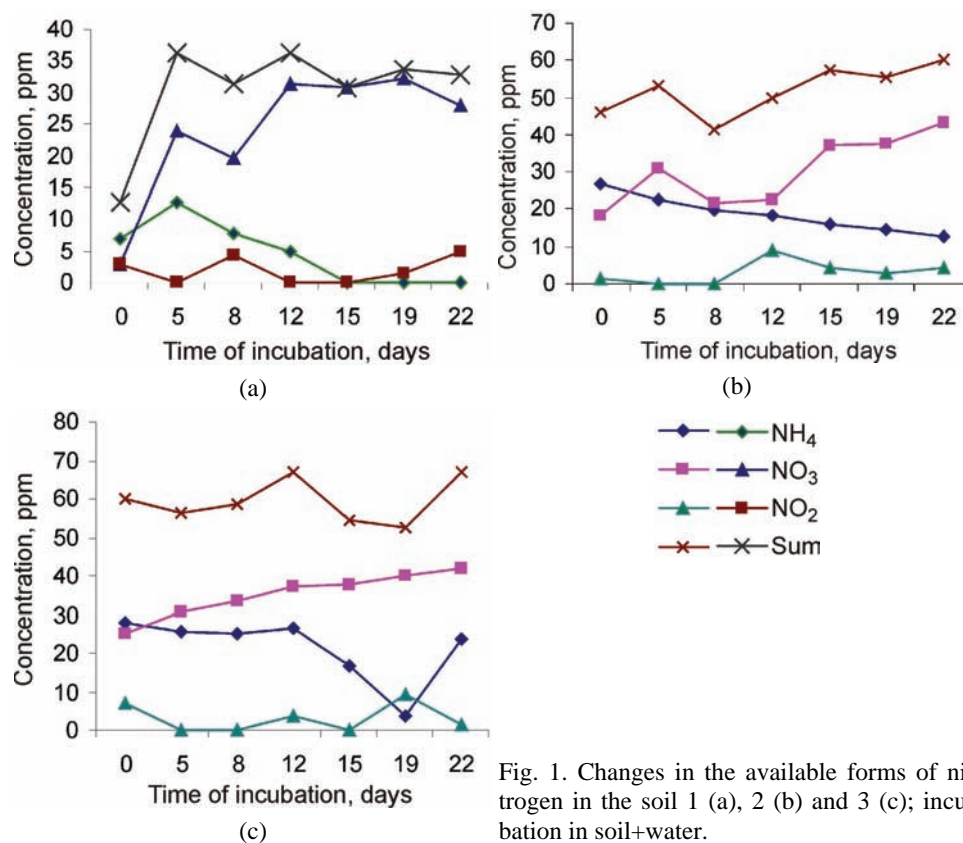 Concentration, ppm
40
35
30
25
20
15
10
5
0
0 5 8 12 15 19 22
Time of incubation, days
(a)
Concentration, ppm
70
60
50
40
30
20
10
0
0 5 8 12 15 19 22
Time of incubation, days
(b)
Concentration, ppm
80
70
60
50
40
30
20
10
0
0 5 8 12 15 19 22
Time of incubation, days
(c)
NH₄
NO₃
NO₂
Sum
Fig. 1. Changes in the available forms of ni
trogen in the soil 1 (a), 2 (b) and 3 (c); incu
bation in soil+water.